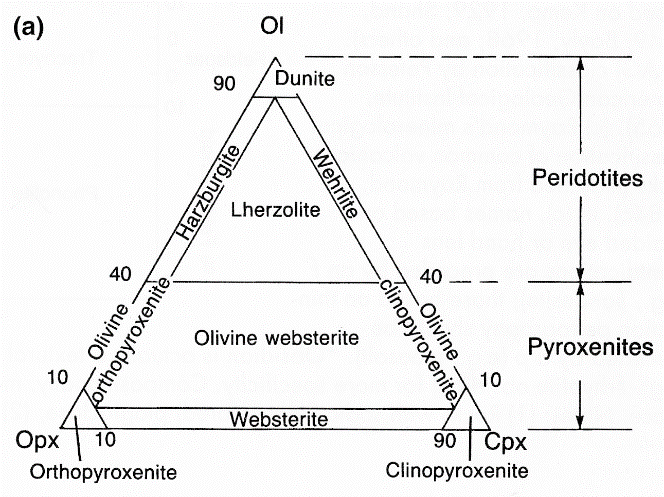 (a)
Ol
90
Dunite
Harzburgite
Wehrlite
Peridotites
Lherzolite
40
40
Olivine
orthopyroxenite
clinopyroxenite
Olivine
Olivine websterite
Pyroxenites
10
10
Websterite
Opx
10
90
Cpx
Orthopyroxenite
Clinopyroxenite